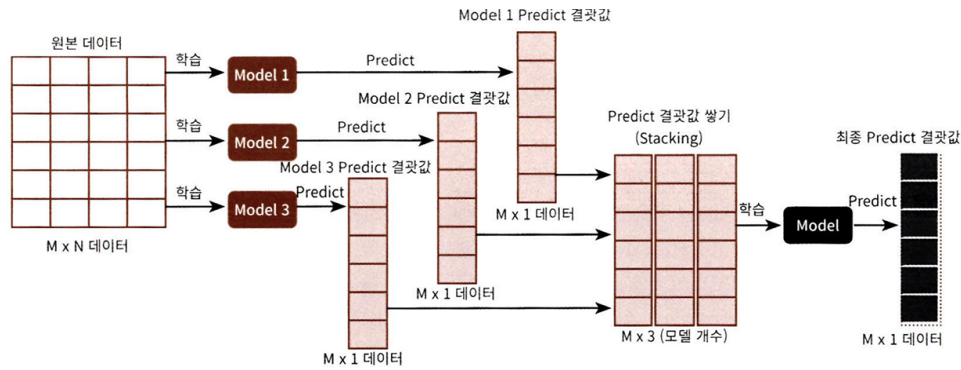 Model 1 Predict 결괏값
원본 데이터
학습
Model 1
Predict
Model 2 Predict 결괏값
학습
Model 2
Predict
Predict 결괏값 쌓기
(Stacking)
최종 Predict 결괏값
Model 3 Predict 결괏값
학습
Model 3
Predict
M x 1 데이터
학습
Model
Predict
M x N 데이터
M x 1 데이터
M x 3 (모델 개수)
M x 1 데이터
M x 1 데이터